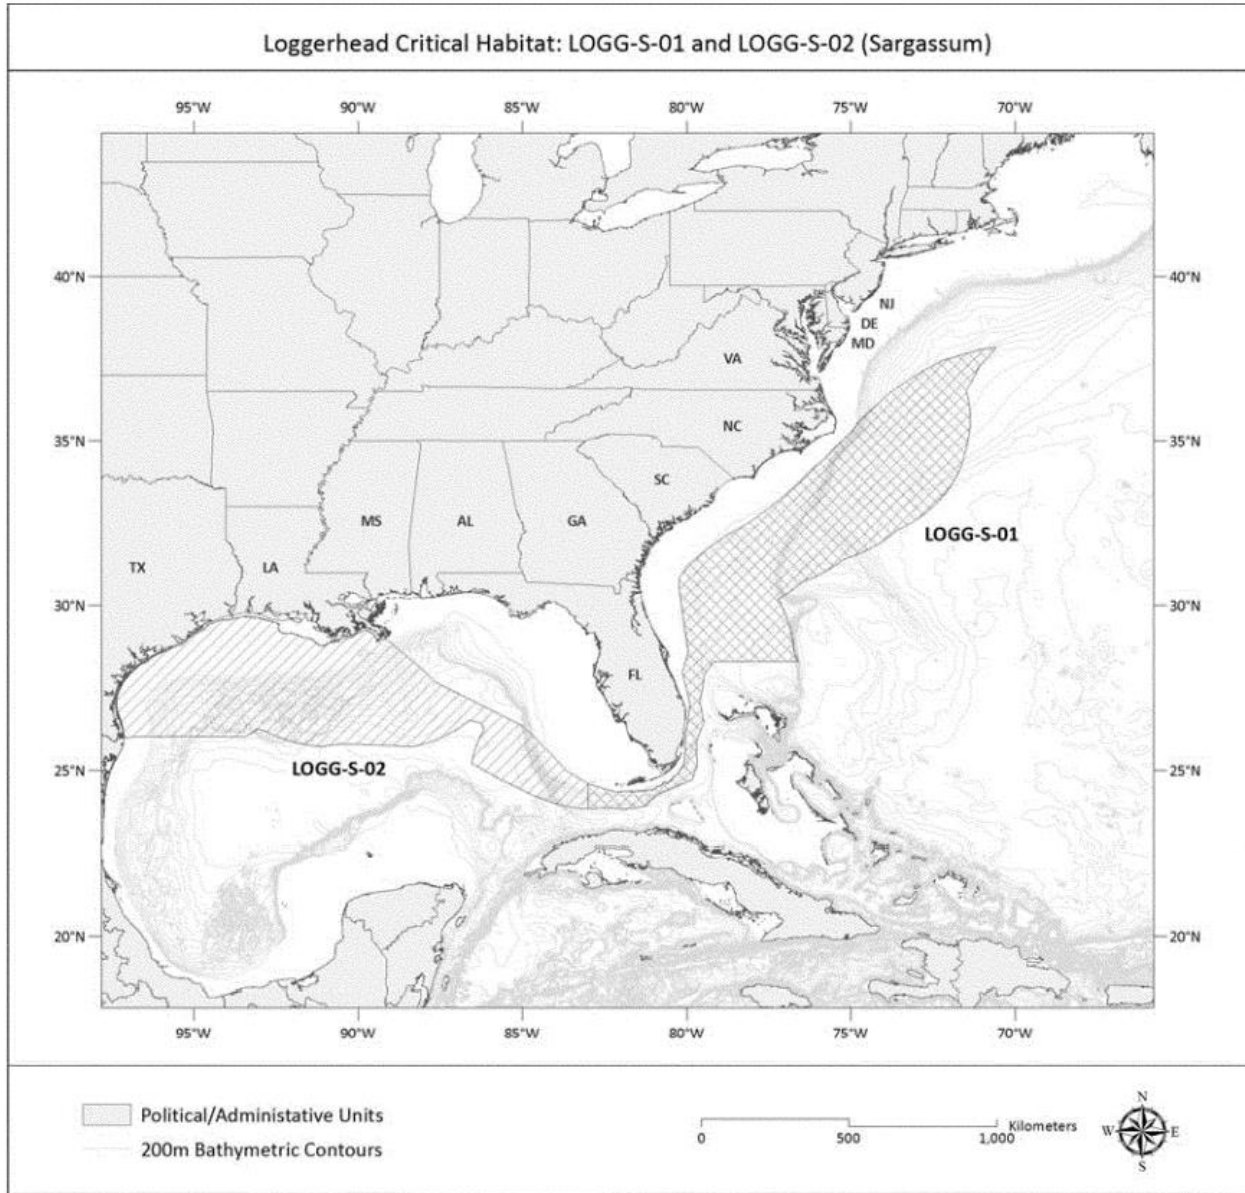 Loggerhead Critical Habitat: LOGG-S-01 and LOGG-S-02 (Sargassum)
95°W 90°W 85°W 80°W 75°W 70°W
40°N 40°N
NJ
DE
MD
VA
35°N 35°N
NC
SC
MS AL GA
LOGG-S-01
TX LA
30°N 30°N
FL
LOGG-S-02
25°N 25°N
20°N 20°N
95°W 90°W 85°W 80°W 75°W 70°W
Political/Administative Units
200m Bathymetric Contours
0 500 1,000 Kilometers
N
W E
S